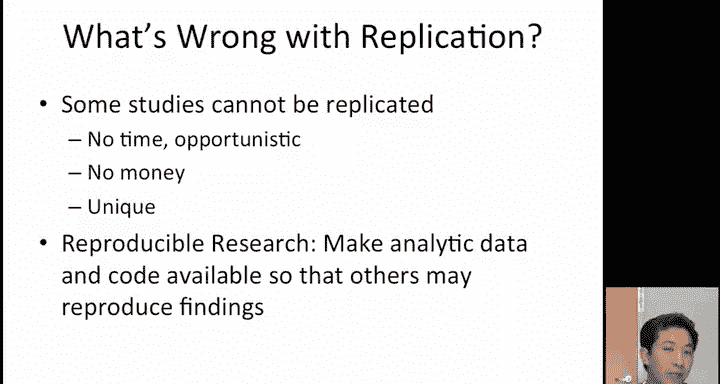 What's Wrong with Replication?
• Some studies cannot be replicated
– No time, opportunistic
– No money
– Unique
• Reproducible Research: Make analytic data
and code available so that others may
reproduce findings